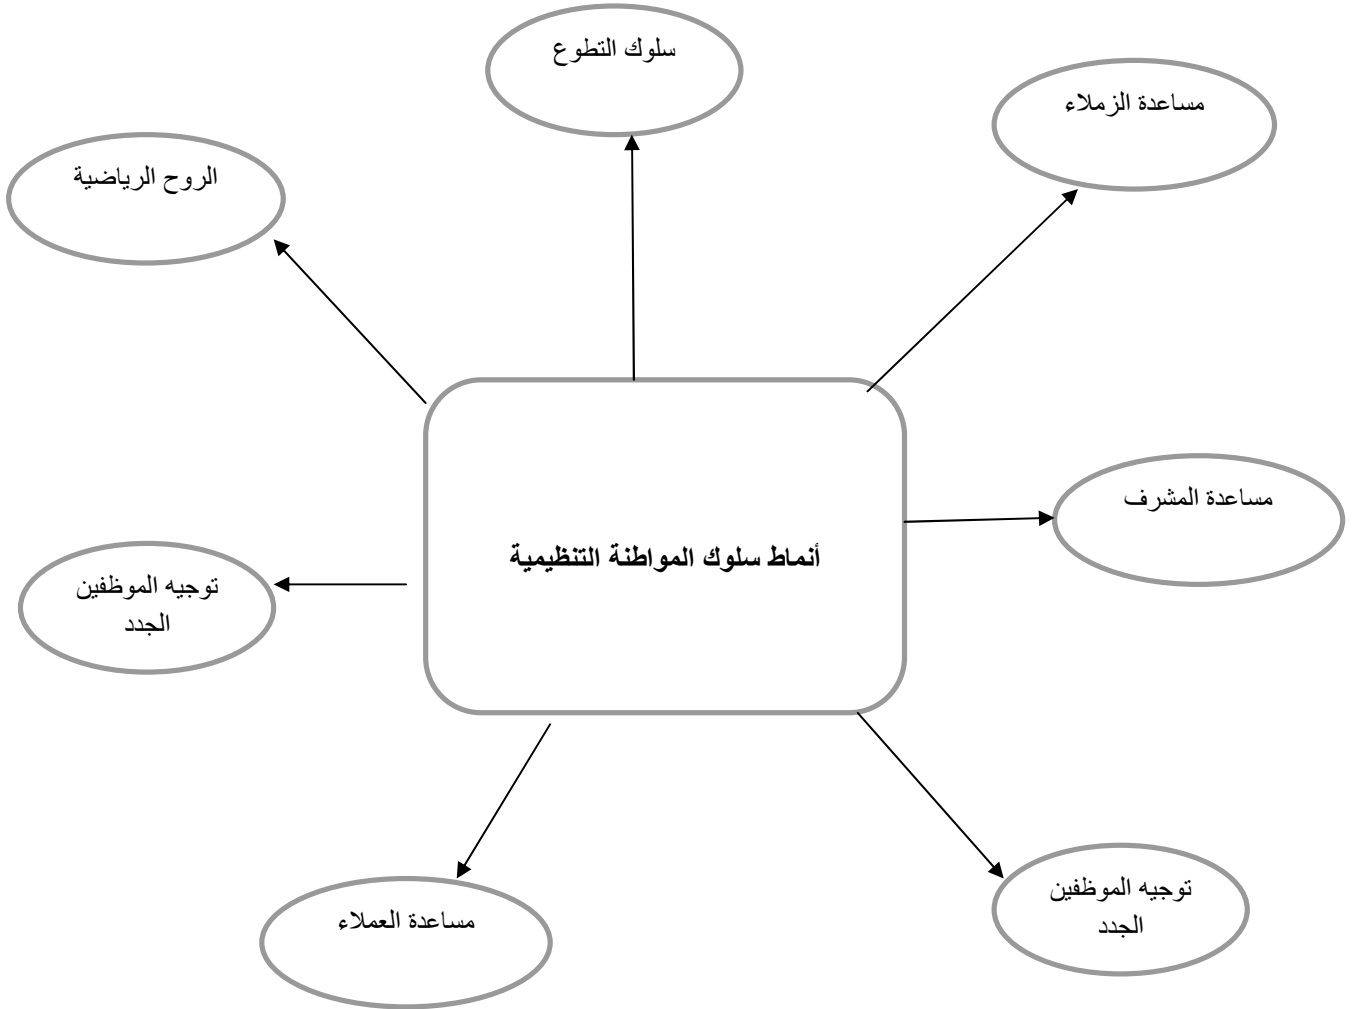 سلوك التطوع
مساعدة الزملاء
الروح الرياضية
مساعدة المشرف
أنماط سلوك المواطنة التنظيمية
توجيه الموظفين
الجدد
توجيه الموظفين
الجدد
مساعدة العملاء